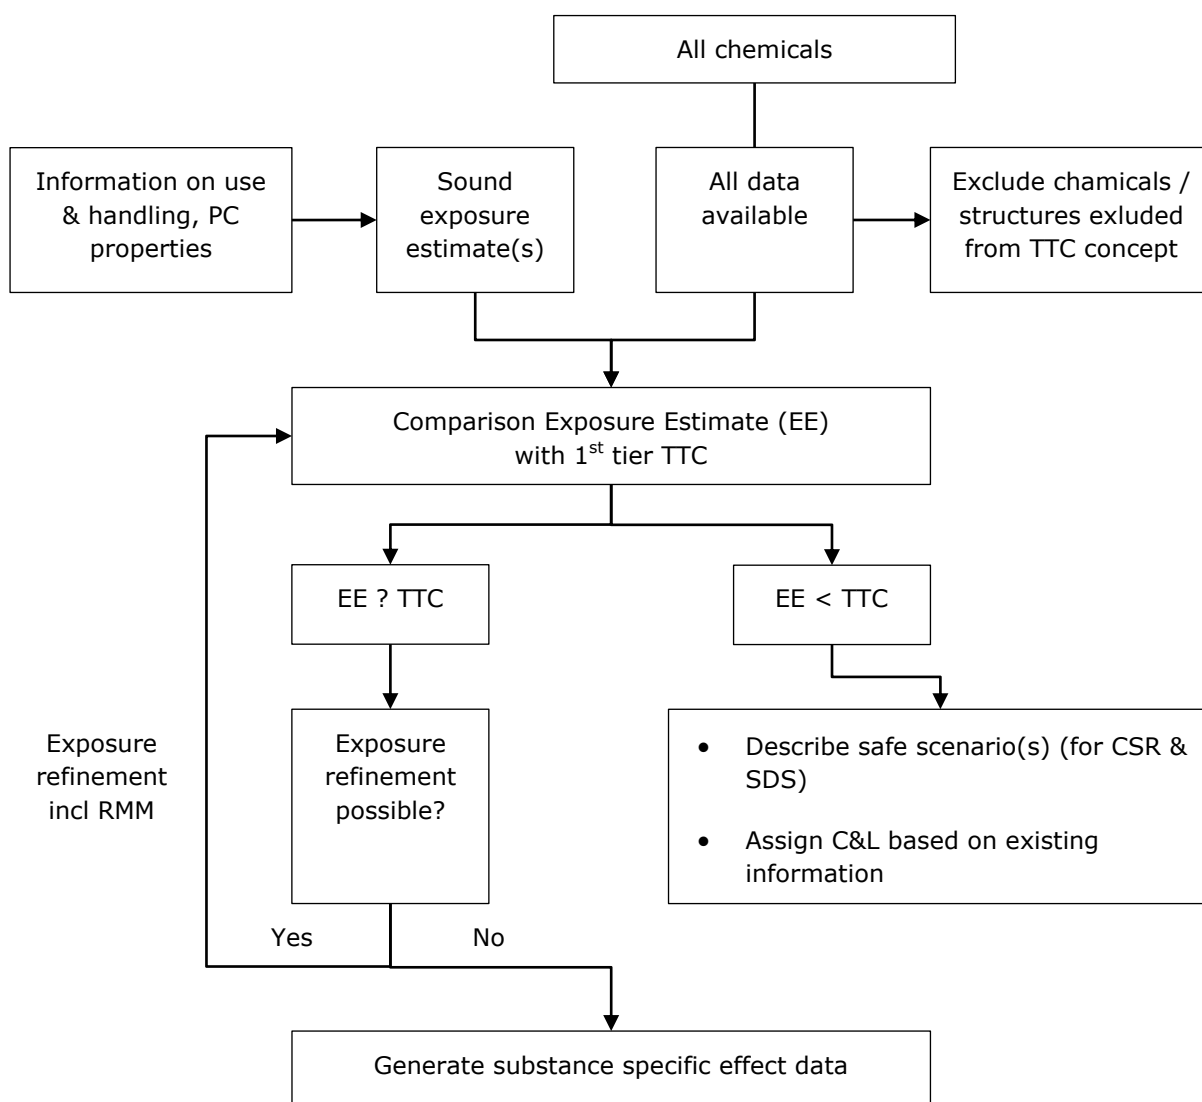 All chemicals
Information on use
& handling, PC
properties
Sound
exposure
estimate(s)
All data
available
Exclude chamicals /
structures exluded
from TTC concept
Comparison Exposure Estimate (EE)
with 1st tier TTC
EE ? TTC
EE < TTC
Exposure
refinement
incl RMM
Exposure
refinement
possible?
• Describe safe scenario(s) (for CSR &
SDS)
• Assign C&L based on existing
information
Yes
No
Generate substance specific effect data